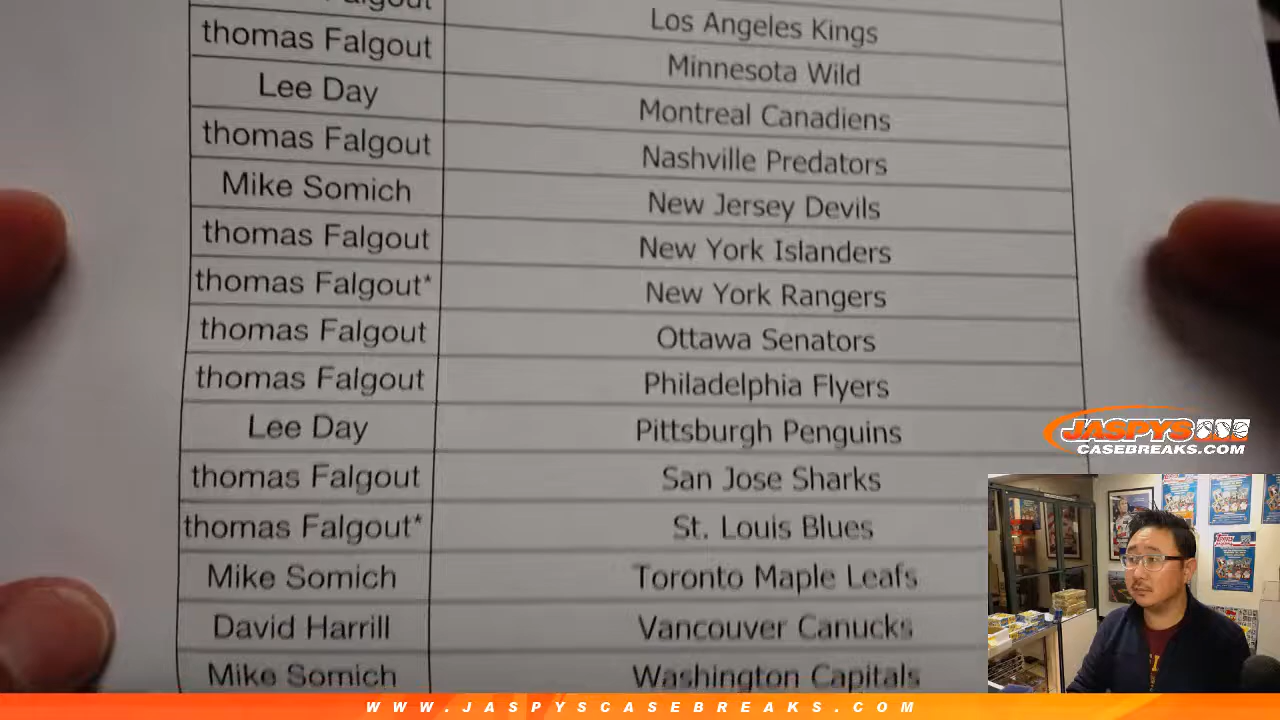 Falgout
Los Angeles Kings
thomas Falgout
Minnesota Wild
Lee Day
Montreal Canadiens
thomas Falgout
Nashville Predators
Mike Somich
New Jersey Devils
thomas Falgout
New York Islanders
thomas Falgout*
New York Rangers
thomas Falgout
Ottawa Senators
thomas Falgout
Philadelphia Flyers
Lee Day
Pittsburgh Penguins
thomas Falgout
San Jose Sharks
thomas Falgout*
St. Louis Blues
Mike Somich
Toronto Maple Leafs
David Harrill
Vancouver Canucks
Mike Somich
Washington Capitals
JASPYS
CASEBREAKS.COM
WWW.JASPYSCASEBREAKS.COM